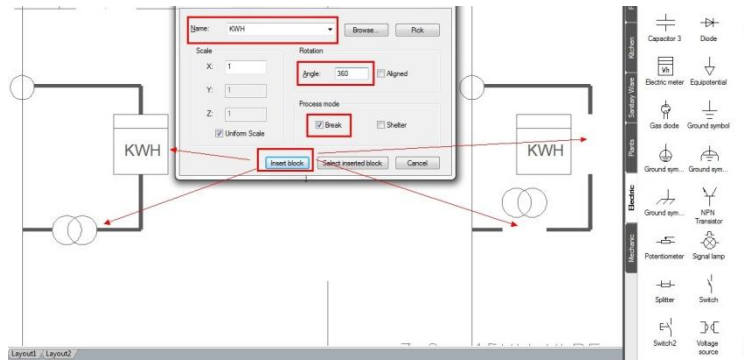 Name:
KWH
Browse...
Pick
Scale
X:
1
Y:
1
Z:
1
Uniform Scale
Rotation
Angle:
360
Aligned
Process mode
Break
Shelter
Insert block
Select inserted block
Cancel
KWH
KWH
Layout1
Layout2
Kitchen
Sanitary Ware
Plants
Electric
Mechanic
Capacitor 3
Diode
Wh
Electric meter
Equipotential
Gas diode
Ground symbol
Ground sym...
Ground sym...
Ground sym...
NPN
Transistor
Potentiometer
Signal lamp
Splitter
Switch
Switch2
Voltage
source